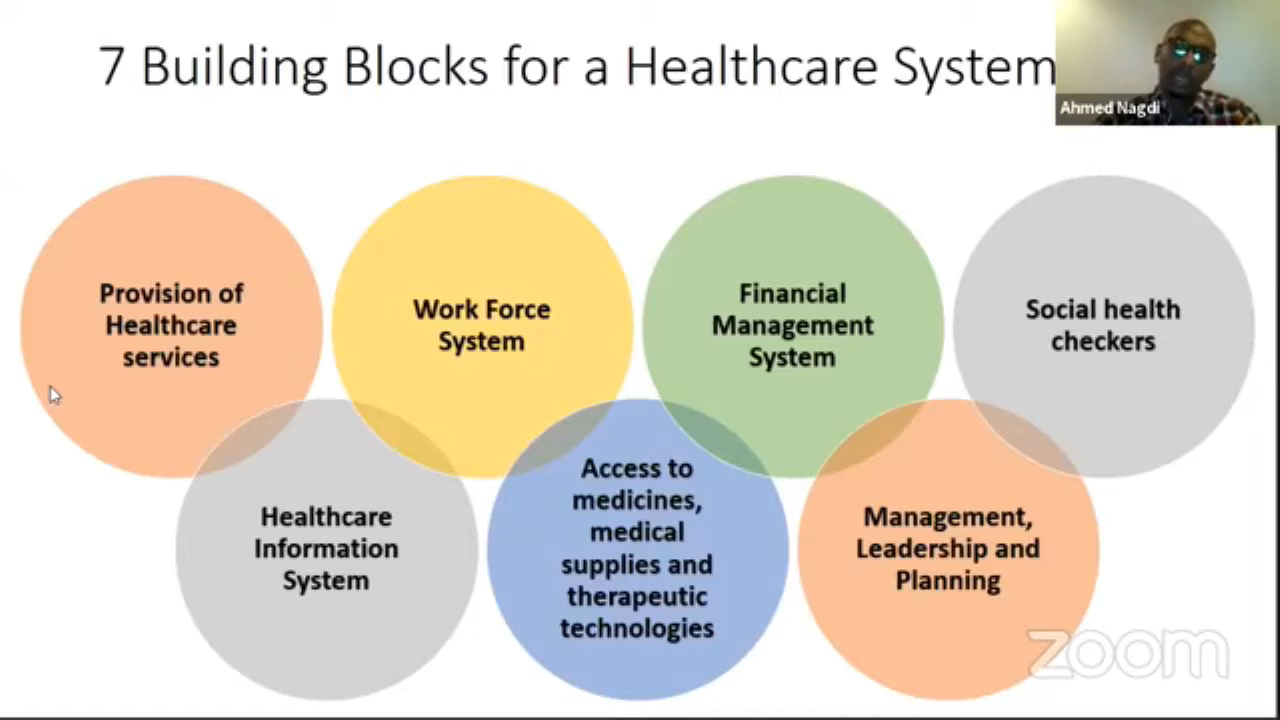 7 Building Blocks for a Healthcare System
Ahmed Nagdi
Provision of
Healthcare
services
Work Force
System
Financial
Management
System
Social health
checkers
Healthcare
Information
System
Access to
medicines,
medical
supplies and
therapeutic
technologies
Management,
Leadership and
Planning
zoom